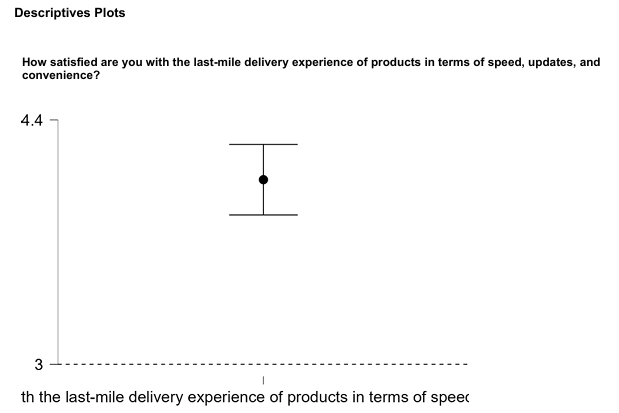 Descriptives Plots
How satisfied are you with the last-mile delivery experience of products in terms of speed, updates, and
convenience?
4.4
3
th the last-mile delivery experience of products in terms of speed